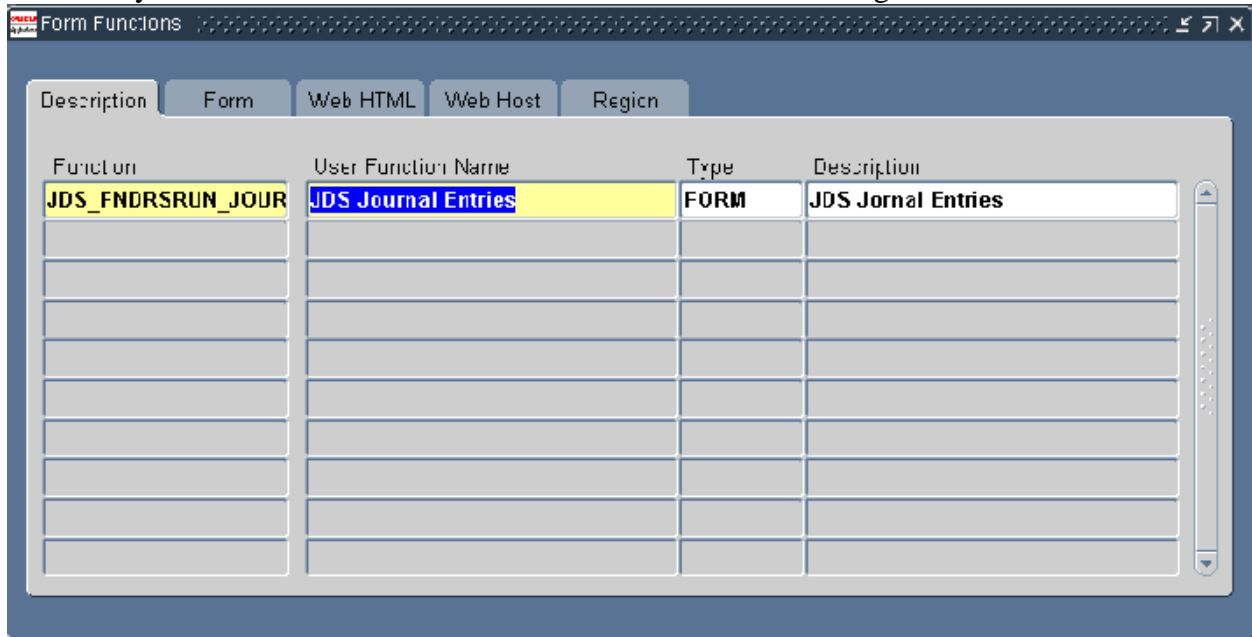 Form Functions
Description Form Web HTML Web Host Region
Function User Function Name Type Description
JDS_FNDRSRUN_JOUR JDS Journal Entries FORM JDS Jornal Entries